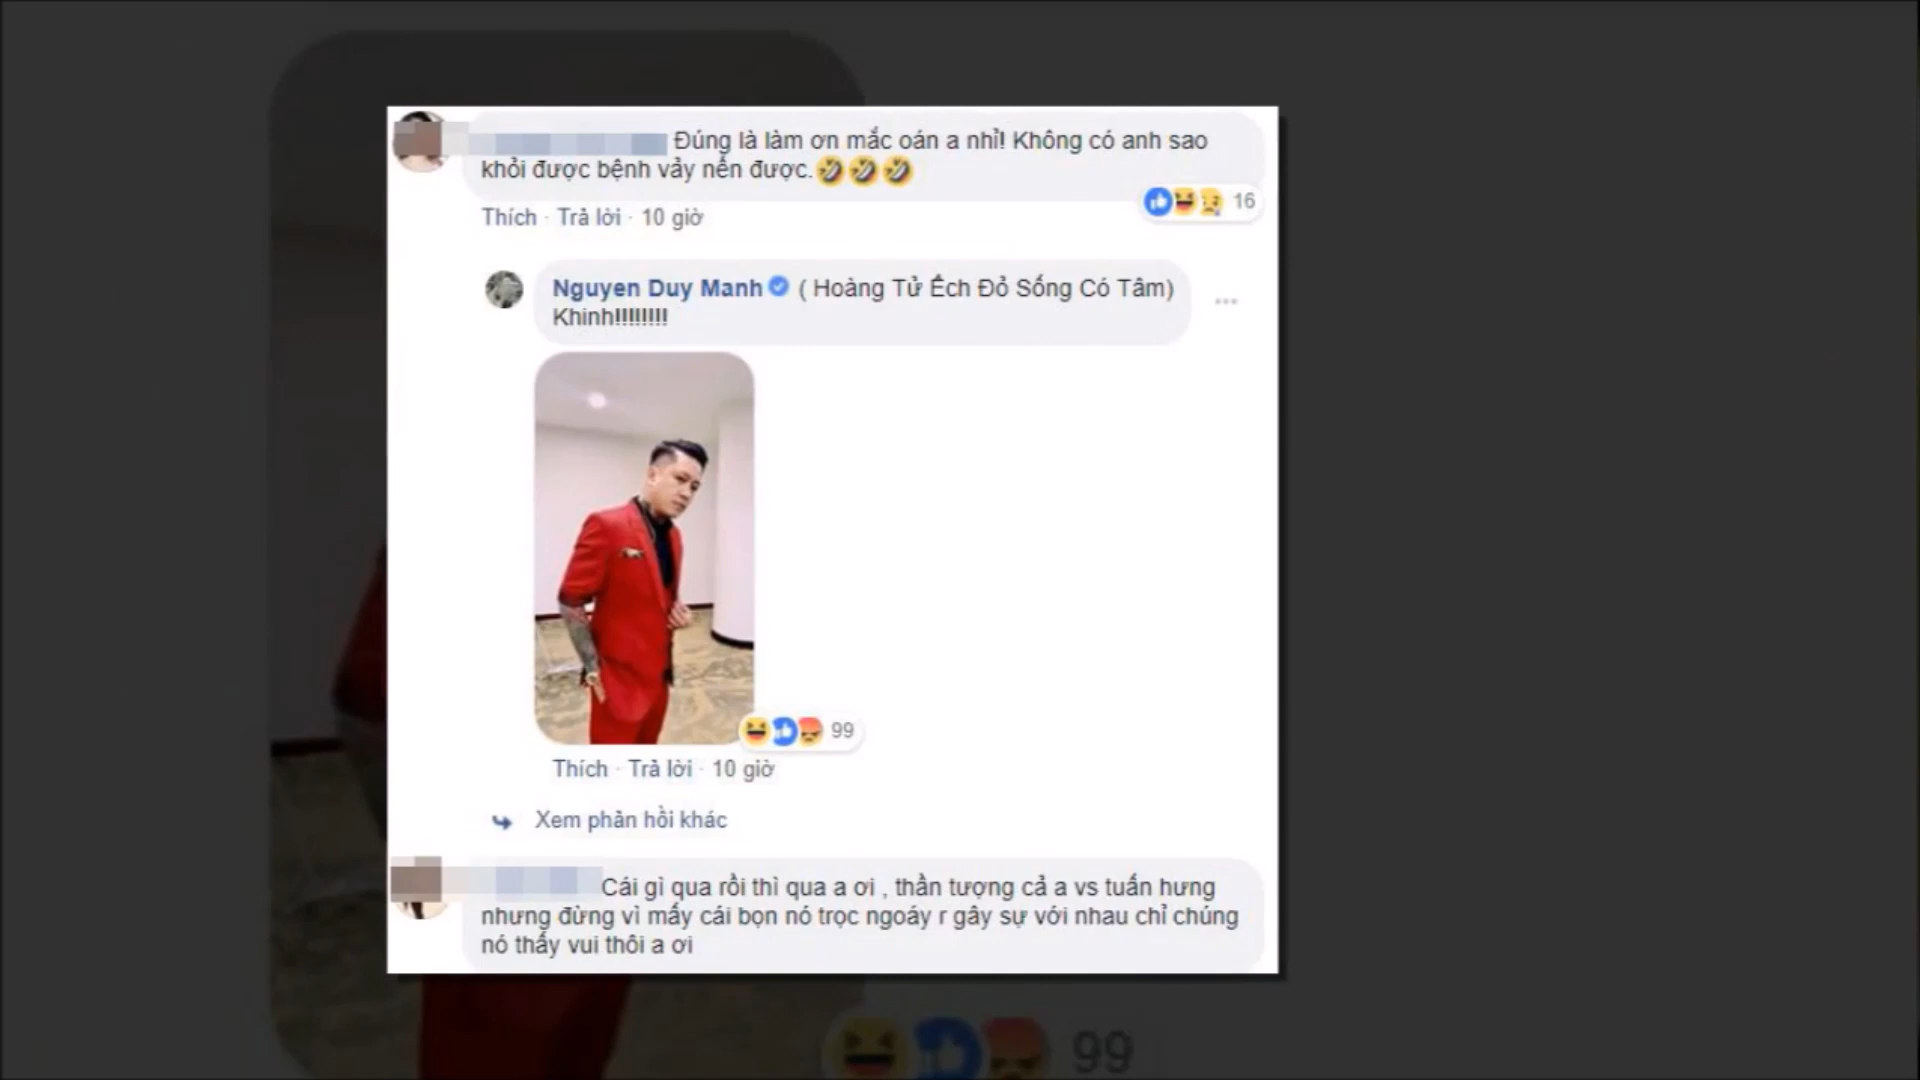 Đúng là làm ơn mắc oán a nhỉ! Không có anh sao
khỏi được bệnh vảy nến được.🤣🤣🤣
16
Thích · Trả lời · 10 giờ
Nguyen Duy Manh ( Hoàng Tử Ếch Đỏ Sống Có Tâm)
Khinh!!!!!!!!
99
Thích · Trả lời · 10 giờ
Xem phản hồi khác
Cái gì qua rồi thì qua a ơi , thần tượng cả a vs tuấn hưng
nhưng đừng vì mấy cái bọn nó trọc ngoáy r gây sự với nhau chỉ chúng
nó thấy vui thôi a ơi
99